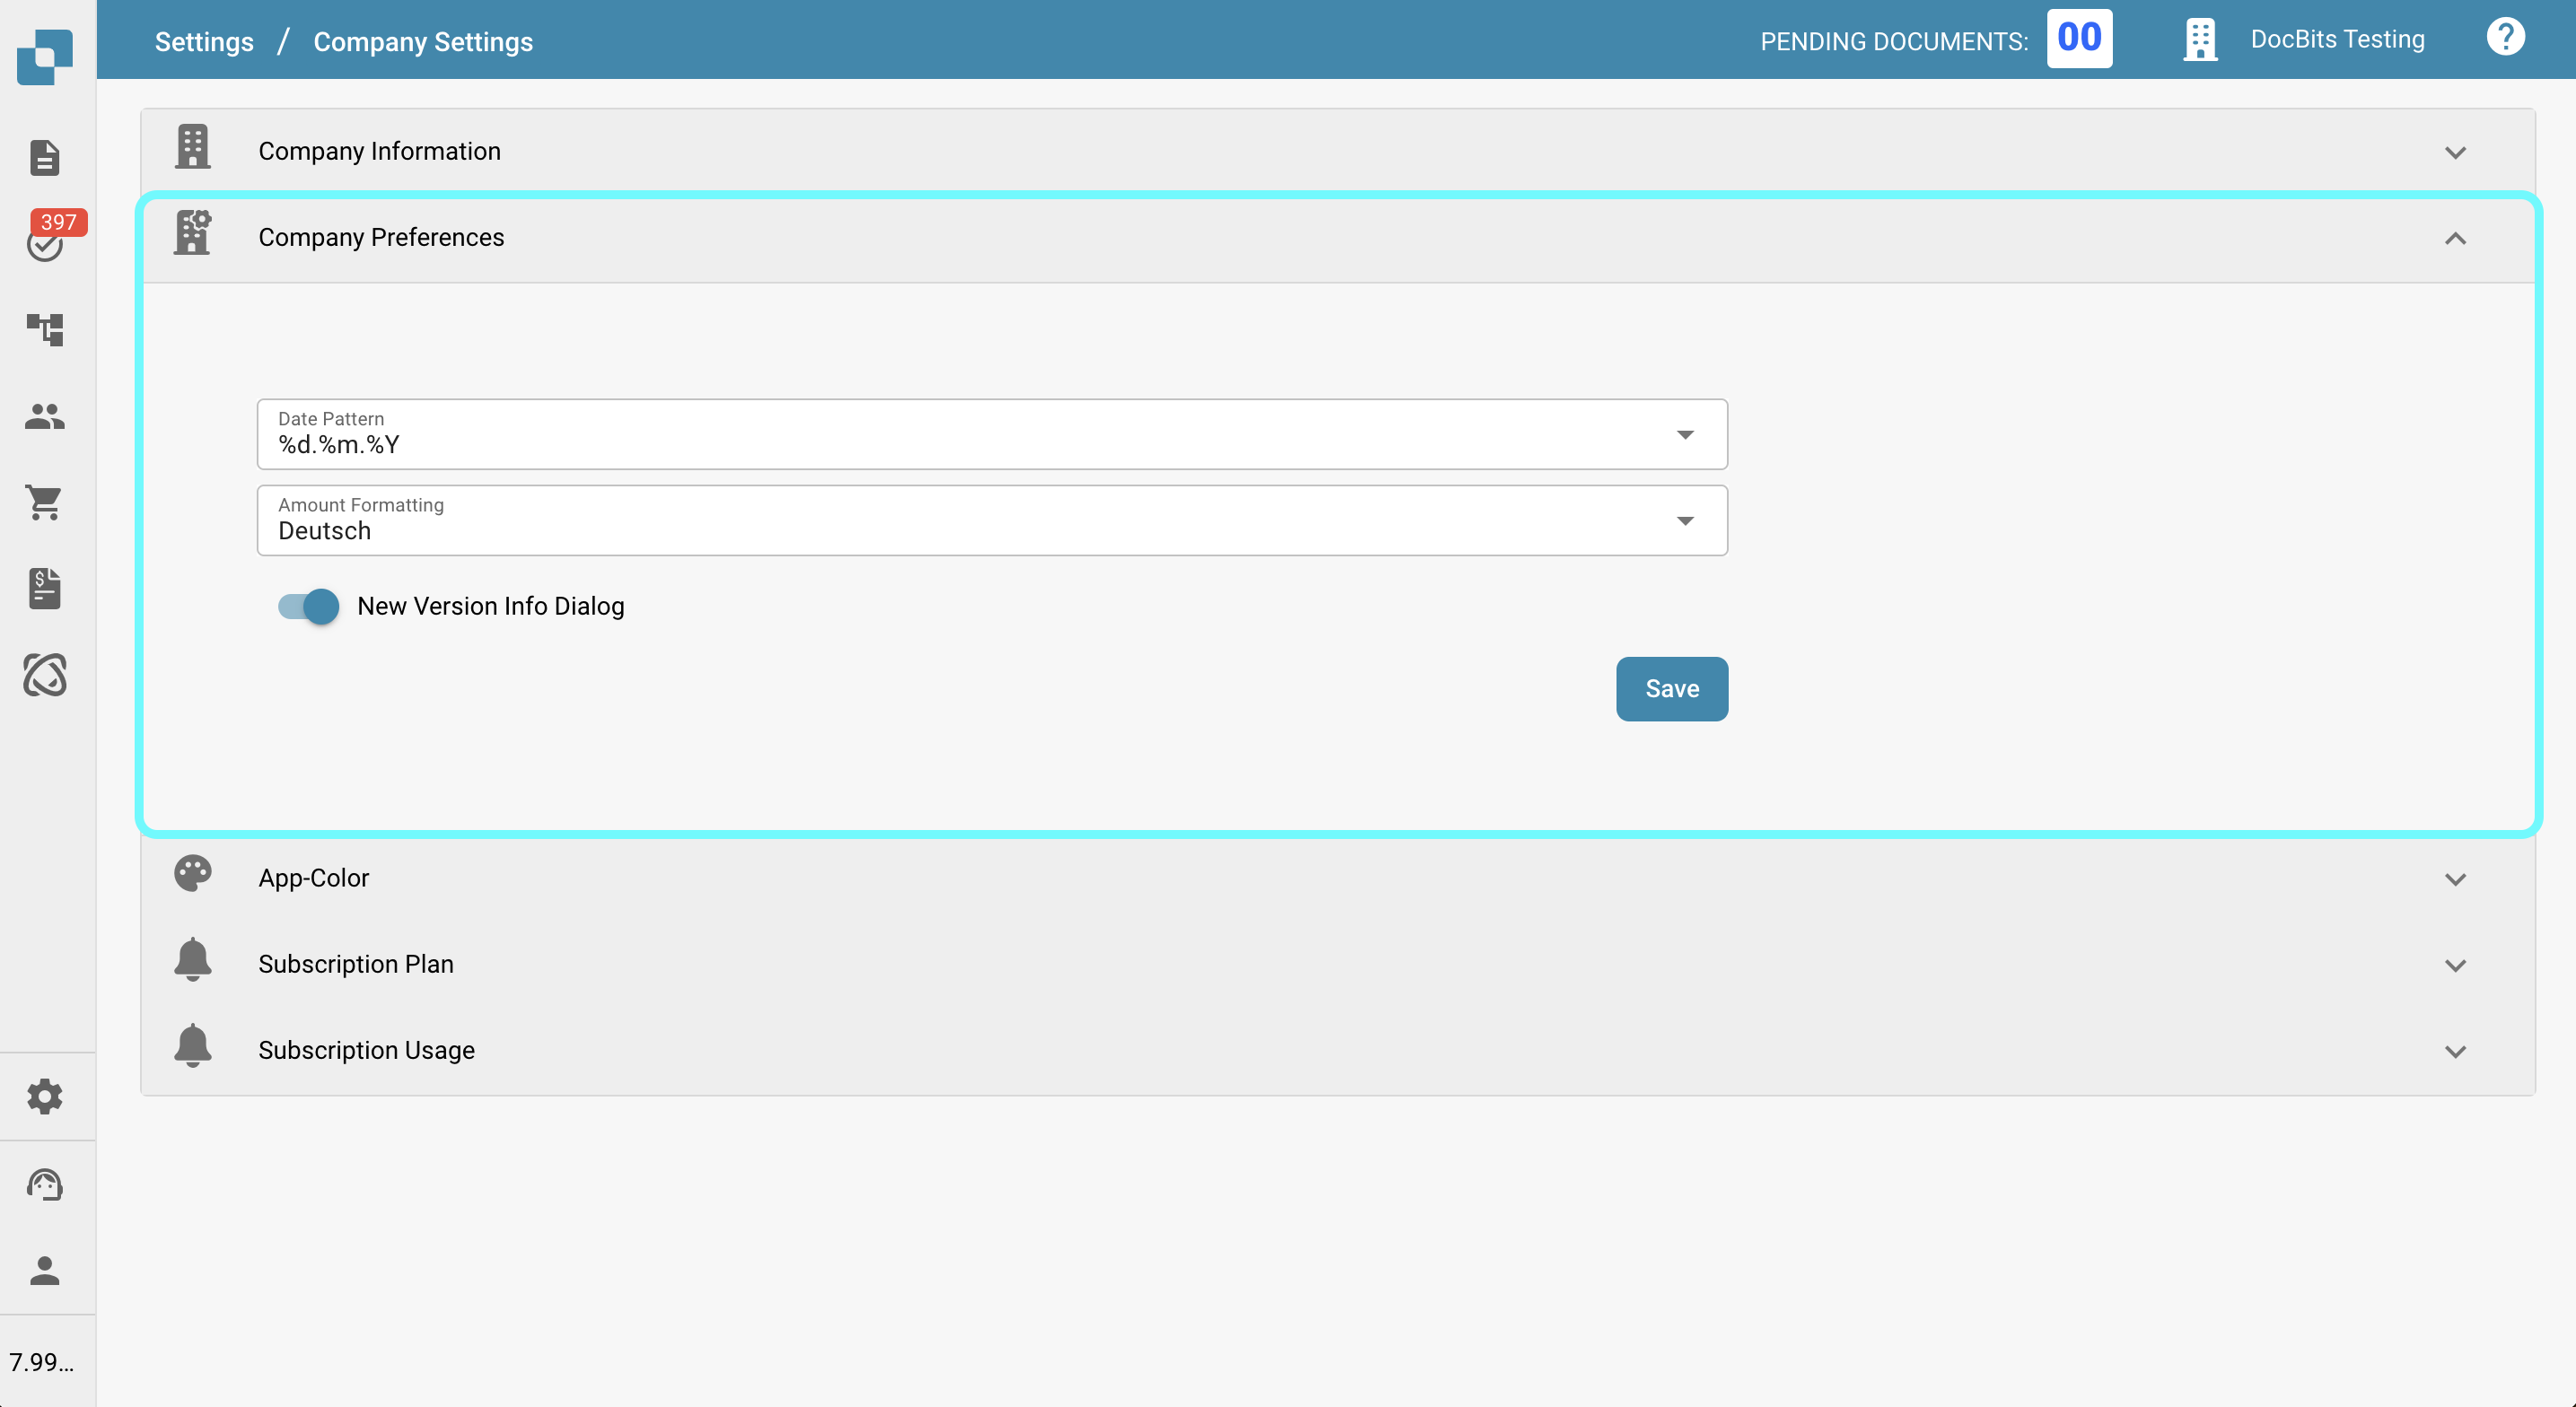 Settings / Company Settings
PENDING DOCUMENTS: 00
DocBits Testing
?
397
Company Information
Company Preferences
Date Pattern
%d.%m.%Y
Amount Formatting
Deutsch
New Version Info Dialog
Save
App-Color
Subscription Plan
Subscription Usage
7.99...